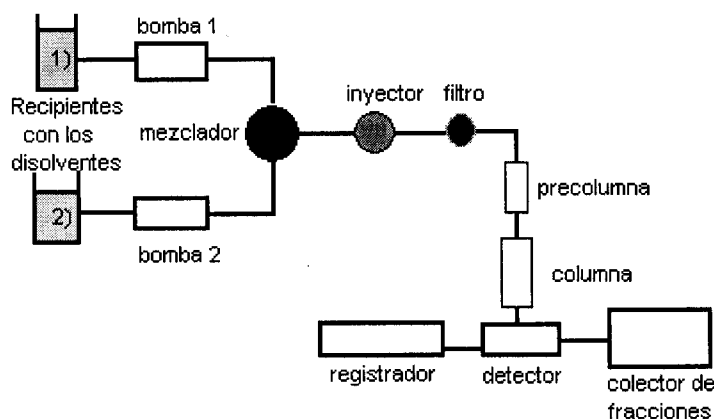 bomba 1
1)
Recipientes
con los
disolventes
mezclador
inyector
filtro
2)
bomba 2
precolumna
columna
registrador
detector
colector de
fracciones